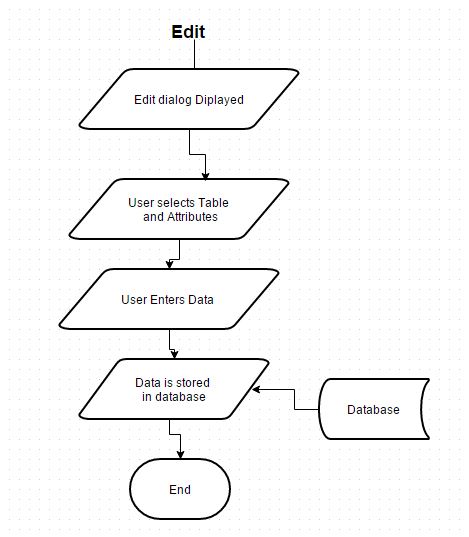 Edit
Edit dialog Diplayed
User selects Table
and Attributes
User Enters Data
Data is stored
in database
Database
End